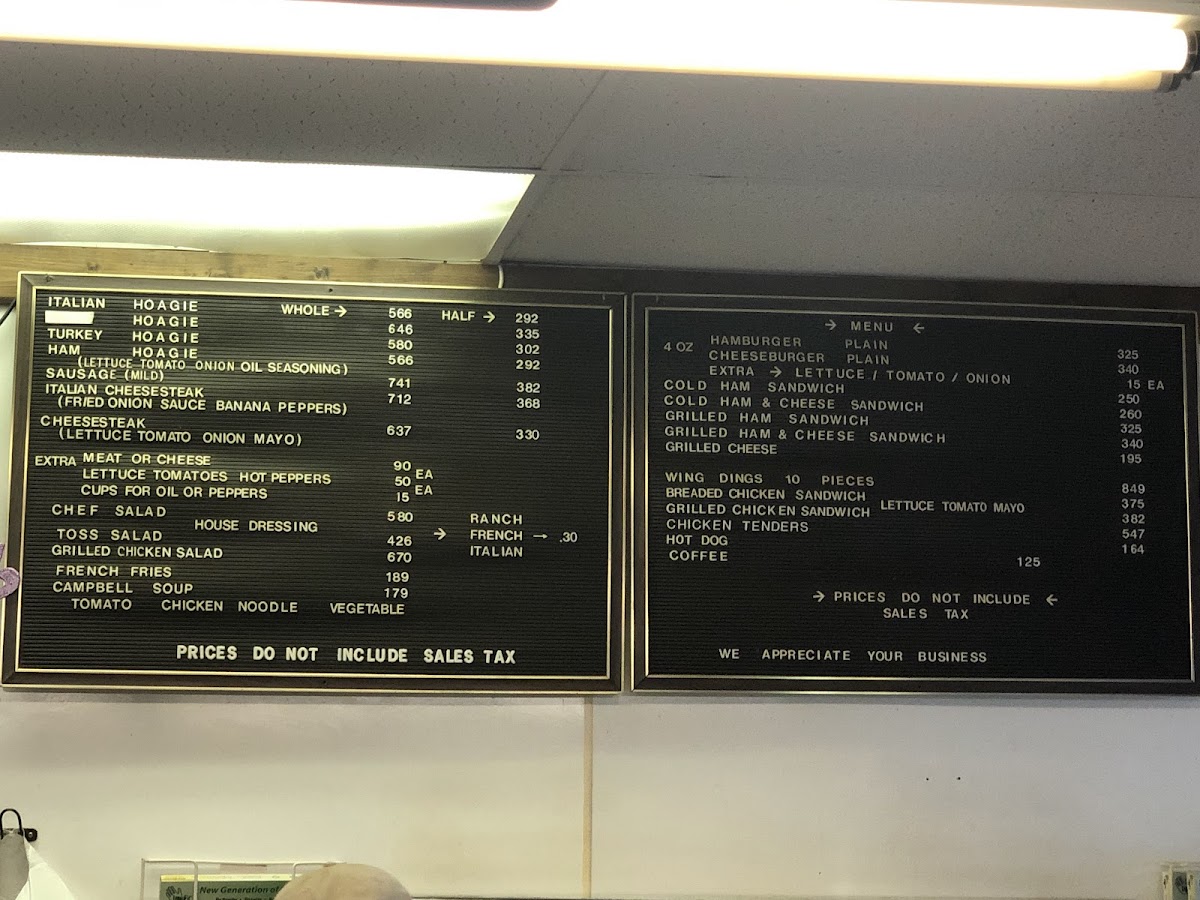 ITALIAN HOAGIE WHOLE → 566 HALF → 292
HOAGIE 646 335
TURKEY HOAGIE 580 302
HAM HOAGIE 566 292
(LETTUCE TOMATO ONION OIL SEASONING)
SAUSAGE (MILD) 741 382
ITALIAN CHEESESTEAK 712 368
(FRIED ONION SAUCE BANANA PEPPERS)
CHEESESTEAK 637 330
(LETTUCE TOMATO ONION MAYO)
EXTRA MEAT OR CHEESE 90
LETTUCE TOMATOES HOT PEPPERS 50 EA
CUPS FOR OIL OR PEPPERS 15 EA
CHEF SALAD 580 RANCH
HOUSE DRESSING → FRENCH → .30
TOSS SALAD 426 ITALIAN
GRILLED CHICKEN SALAD 670
FRENCH FRIES 189
CAMPBELL SOUP 179
TOMATO CHICKEN NOODLE VEGETABLE
PRICES DO NOT INCLUDE SALES TAX
→ MENU ←
4 OZ HAMBURGER PLAIN 325
CHEESEBURGER PLAIN 340
EXTRA → LETTUCE / TOMATO / ONION 15 EA
COLD HAM SANDWICH 250
COLD HAM & CHEESE SANDWICH 260
GRILLED HAM SANDWICH 325
GRILLED HAM & CHEESE SANDWICH 340
GRILLED CHEESE 195
WING DINGS 10 PIECES 849
BREADED CHICKEN SANDWICH 375
GRILLED CHICKEN SANDWICH LETTUCE TOMATO MAYO 382
CHICKEN TENDERS 547
HOT DOG 164
COFFEE 125
→ PRICES DO NOT INCLUDE ←
SALES TAX
WE APPRECIATE YOUR BUSINESS
New Generation of